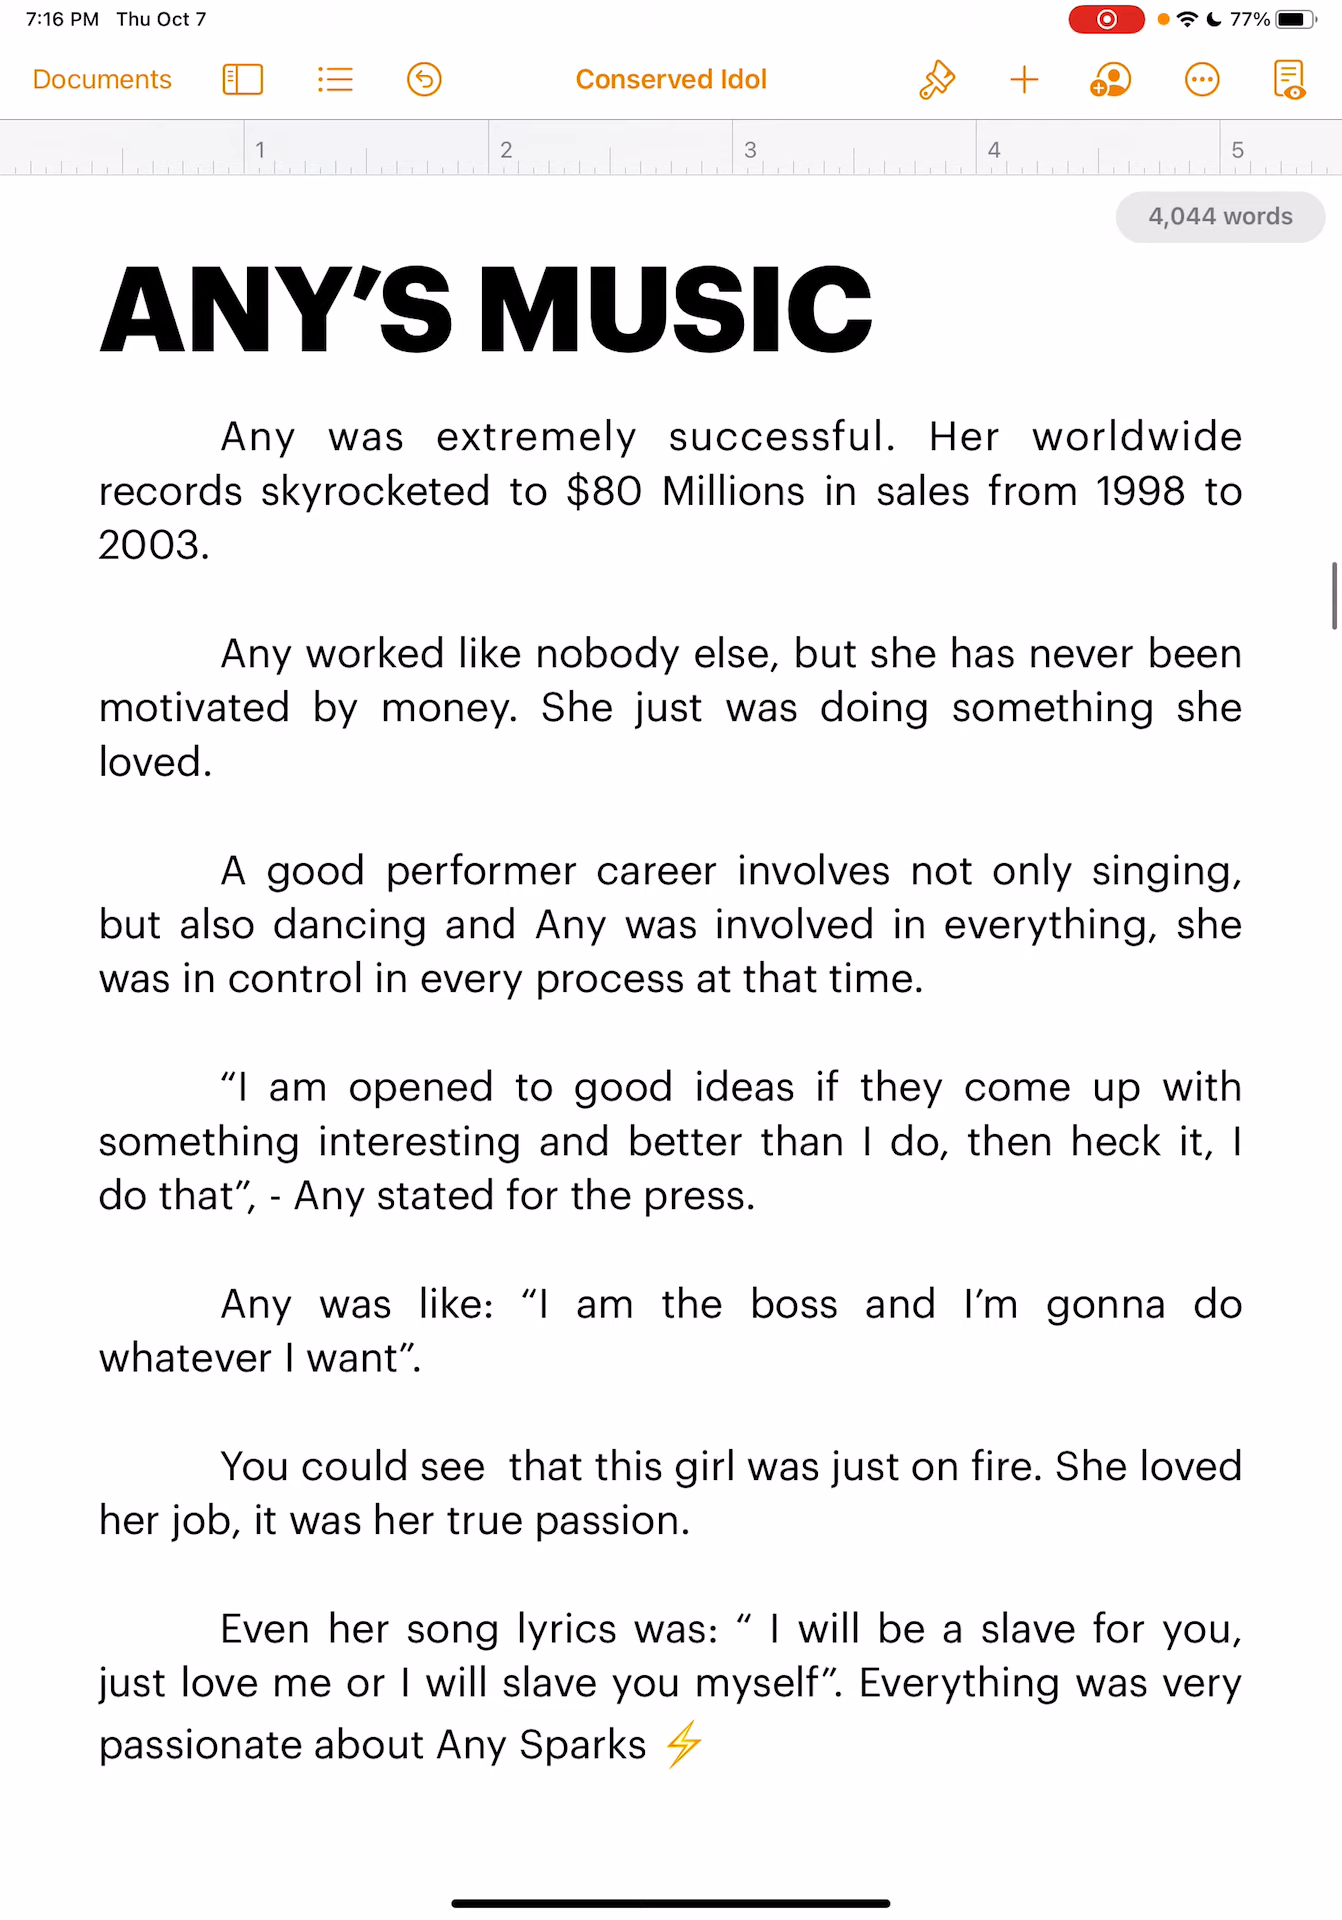 7:16 PM Thu Oct 7
77%
Documents
Conserved Idol
1 2 3 4 5
4,044 words
ANY’S MUSIC
Any was extremely successful. Her worldwide
records skyrocketed to $80 Millions in sales from 1998 to
2003.
Any worked like nobody else, but she has never been
motivated by money. She just was doing something she
loved.
A good performer career involves not only singing,
but also dancing and Any was involved in everything, she
was in control in every process at that time.
“I am opened to good ideas if they come up with
something interesting and better than I do, then heck it, I
do that”, - Any stated for the press.
Any was like: “I am the boss and I’m gonna do
whatever I want”.
You could see  that this girl was just on fire. She loved
her job, it was her true passion.
Even her song lyrics was: “ I will be a slave for you,
just love me or I will slave you myself”. Everything was very
passionate about Any Sparks ⚡